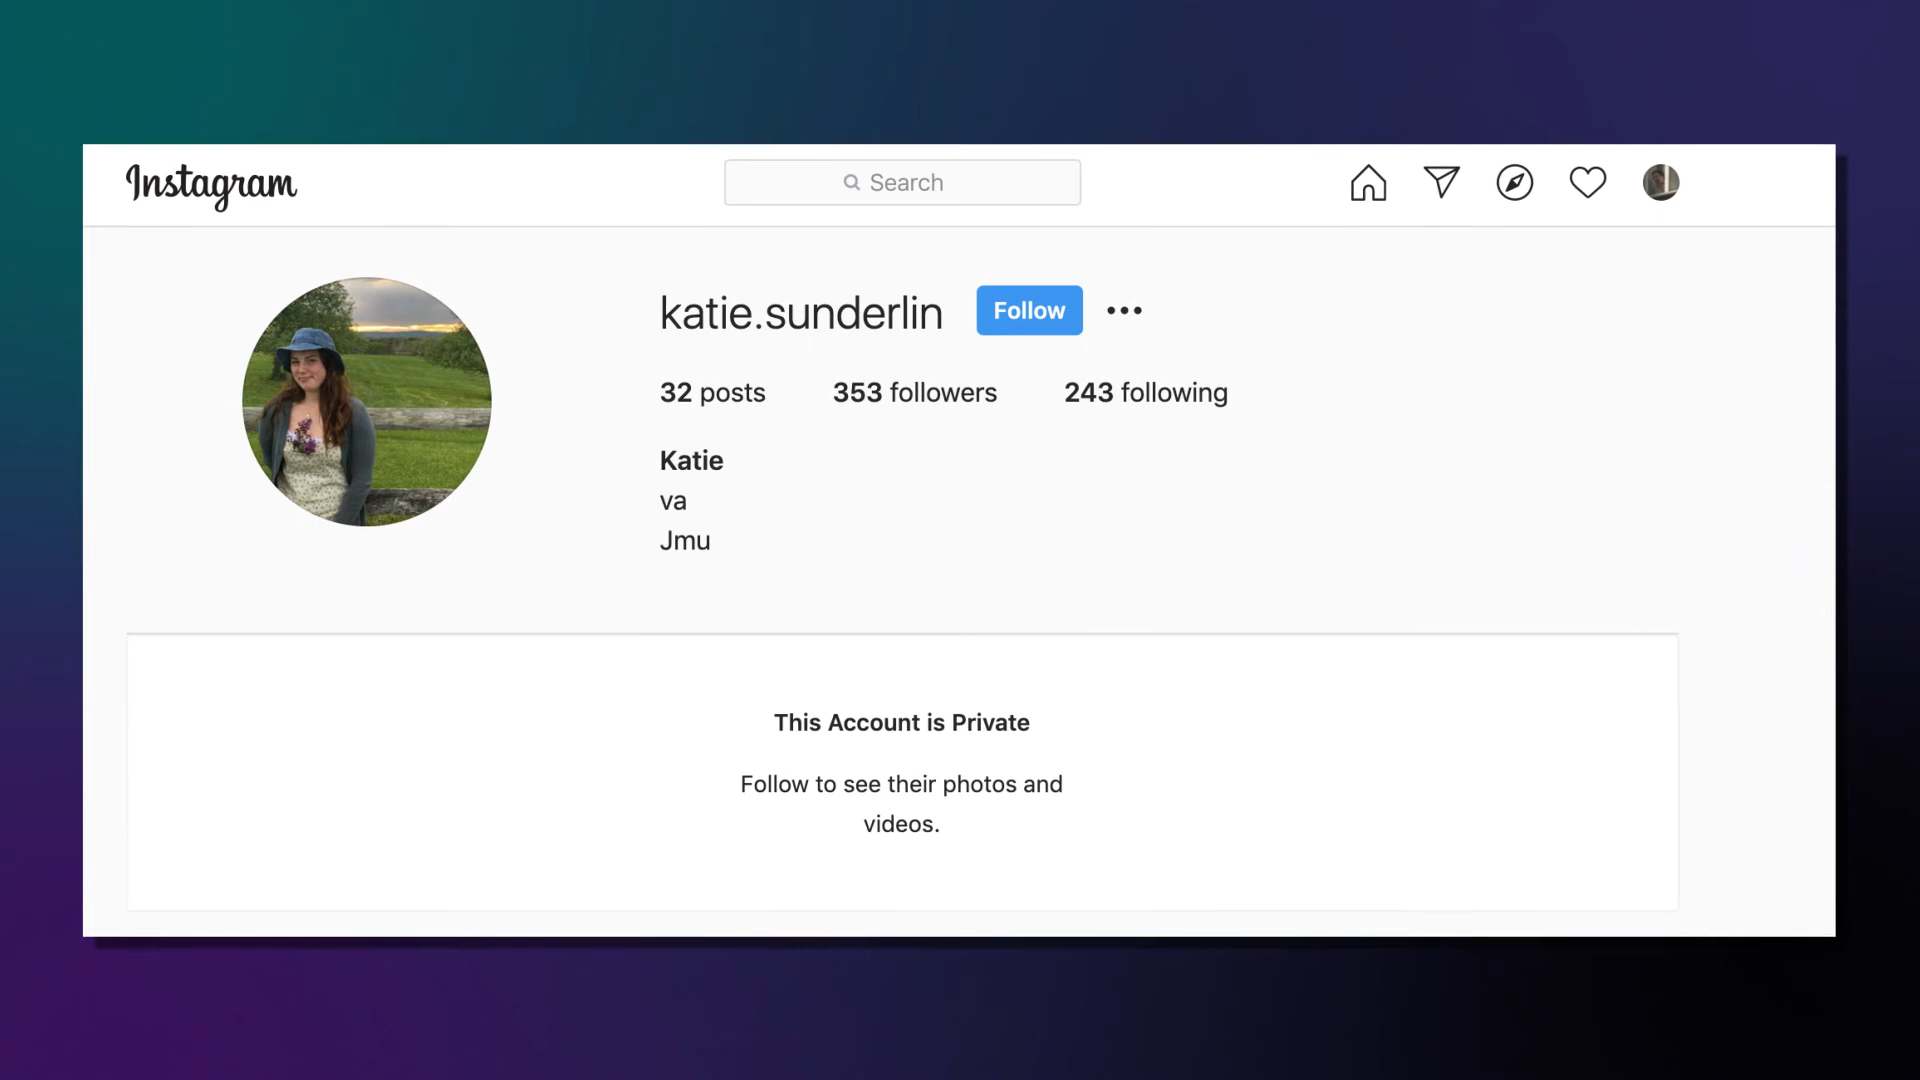 Instagram
Search
katie.sunderlin Follow
32 posts 353 followers 243 following
Katie
va
Jmu
This Account is Private
Follow to see their photos and
videos.